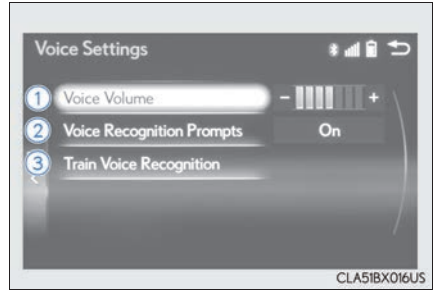 Voice Settings
1 Voice Volume - +
2 Voice Recognition Prompts On
3 Train Voice Recognition
CLA51BX016US